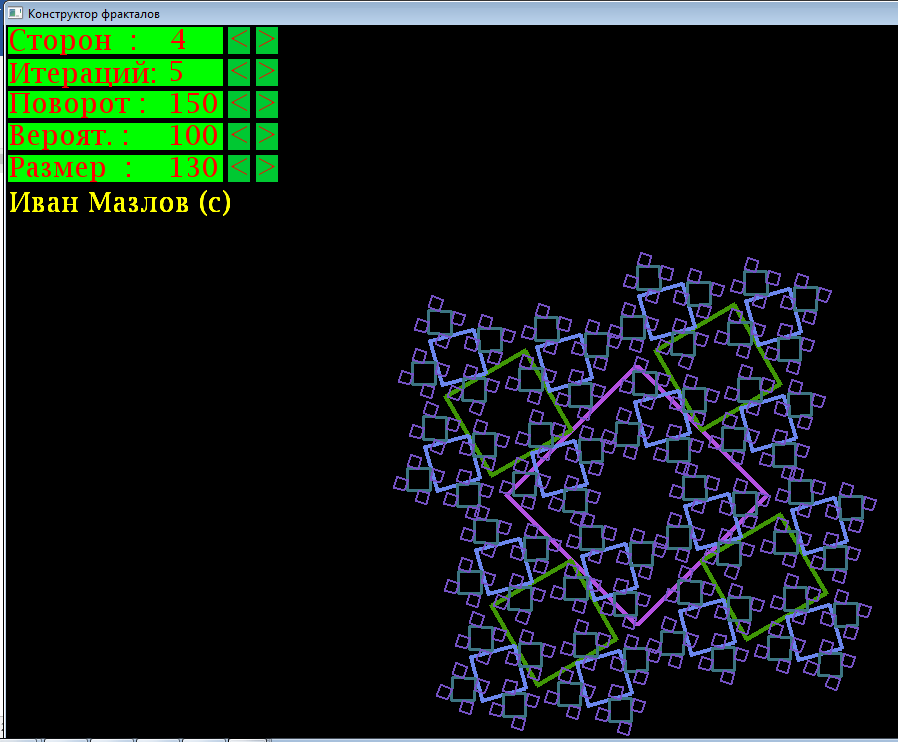 Конструктор фракталов
Сторон : 4 < >
Итераций: 5 < >
Поворот : 150 < >
Вероят. : 100 < >
Размер : 130 < >
Иван Мазлов (с)